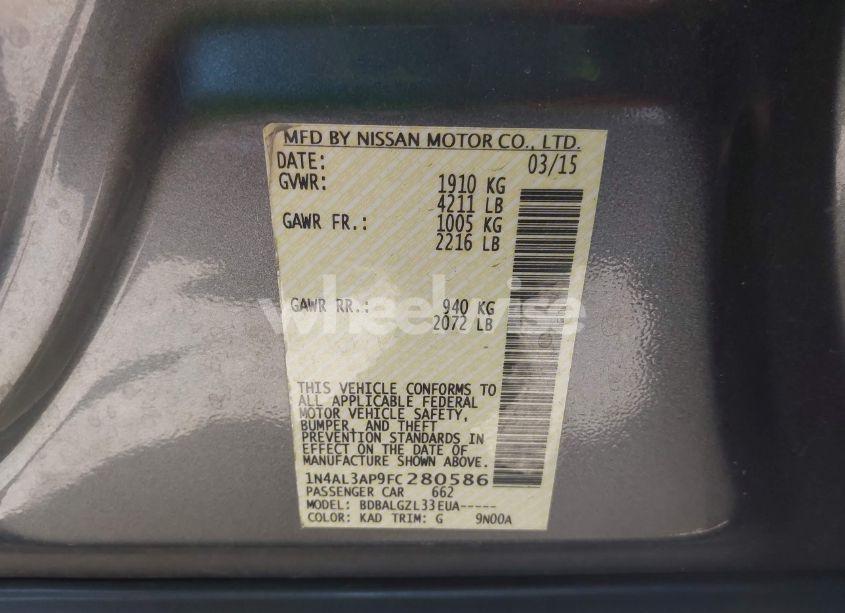 MFD BY NISSAN MOTOR CO., LTD.
DATE: 03/15
GVWR: 1910 KG
4211 LB
GAWR FR.: 1005 KG
2216 LB
GAWR RR.: 940 KG
2072 LB
wheelwise
THIS VEHICLE CONFORMS TO
ALL APPLICABLE FEDERAL
MOTOR VEHICLE SAFETY,
BUMPER, AND THEFT
PREVENTION STANDARDS IN
EFFECT ON THE DATE OF
MANUFACTURE SHOWN ABOVE.
1N4AL3AP9FC280586
PASSENGER CAR 662
MODEL: BDBALGZL33EUA-----
COLOR: KAD TRIM: G 9N00A